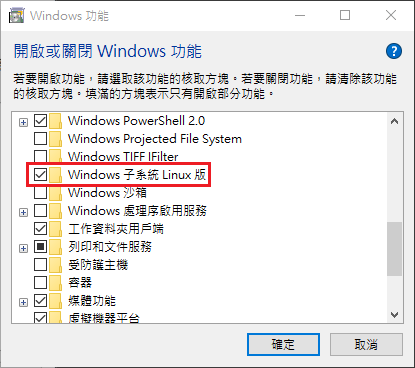 Windows 功能
開啟或關閉 Windows 功能
若要開啟功能，請選取該功能的核取方塊。若要關閉功能，請清除該功能
的核取方塊。填滿的方塊表示只有開啟部分功能。
Windows PowerShell 2.0
Windows Projected File System
Windows TIFF IFilter
Windows 子系統 Linux 版
Windows 沙箱
Windows 處理序啟用服務
工作資料夾用戶端
列印和文件服務
受防護主機
容器
媒體功能
虛擬機器平台
確定
取消